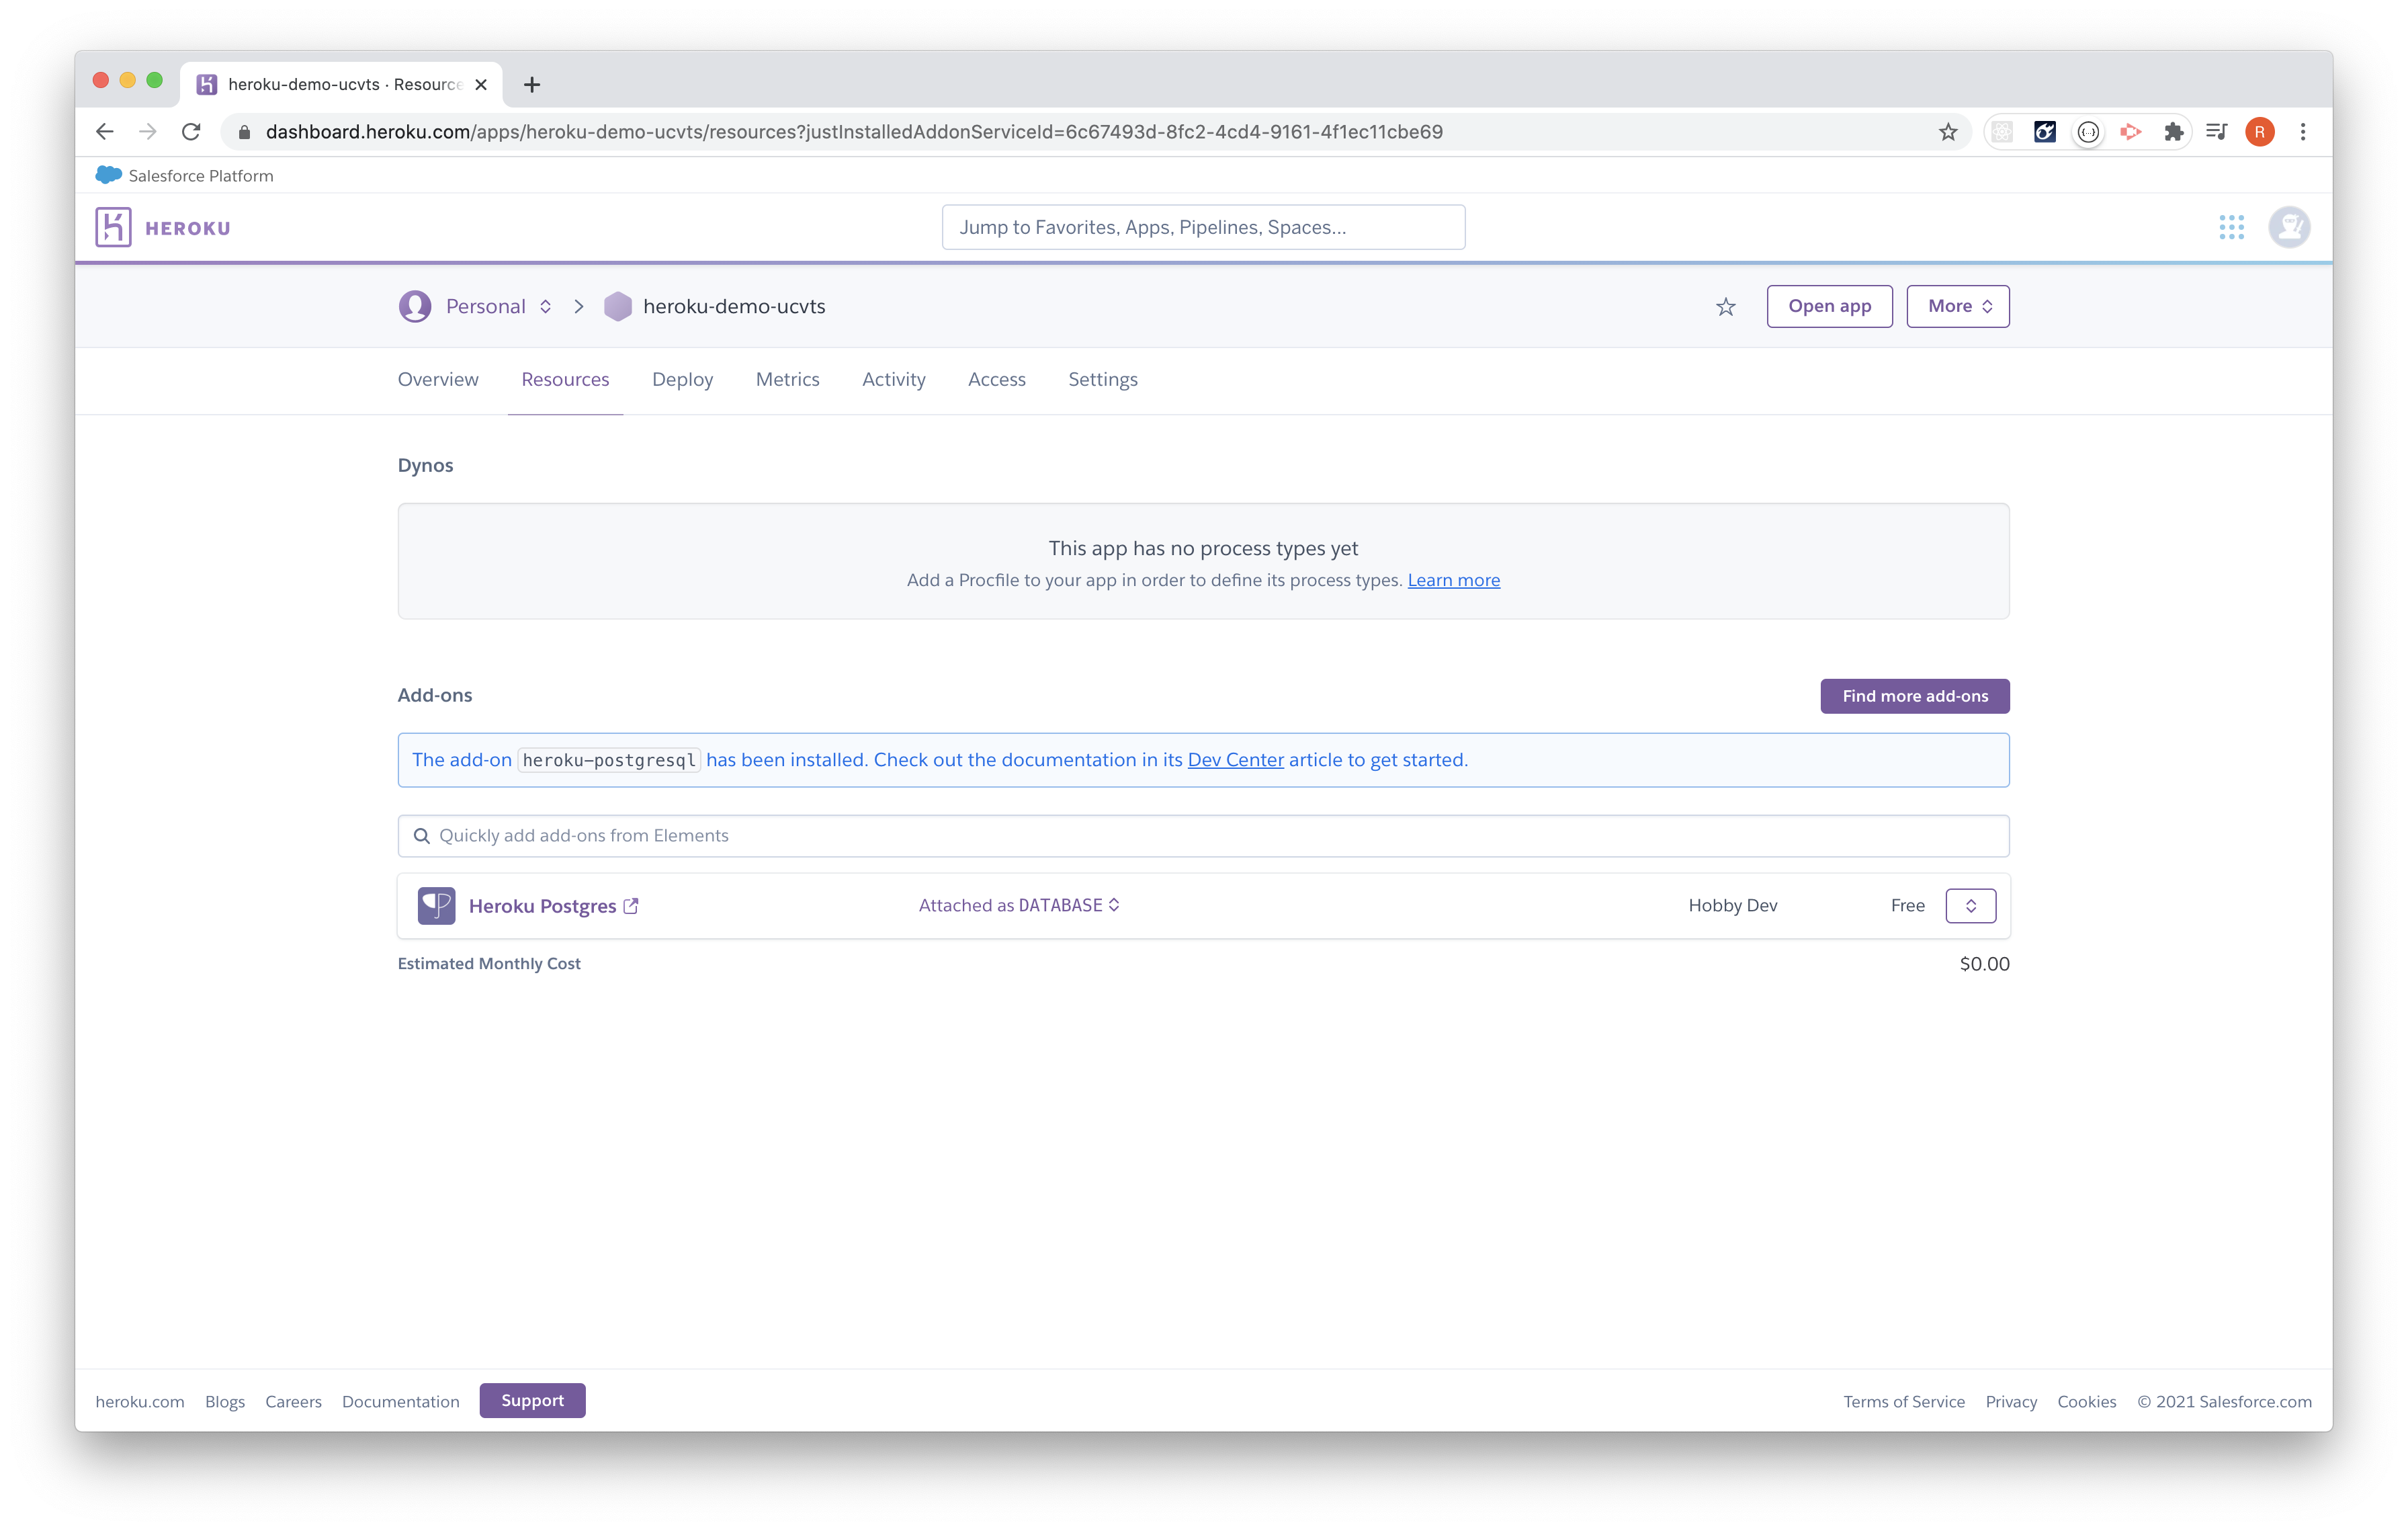 heroku-demo-ucvts · Resource
dashboard.heroku.com/apps/heroku-demo-ucvts/resources?justInstalledAddonServiceId=6c67493d-8fc2-4cd4-9161-4f1ec11cbe69
R
Salesforce Platform
HEROKU
Jump to Favorites, Apps, Pipelines, Spaces...
Personal
heroku-demo-ucvts
Open app
More
Overview
Resources
Deploy
Metrics
Activity
Access
Settings
Dynos
This app has no process types yet
Add a Procfile to your app in order to define its process types. Learn more
Add-ons
Find more add-ons
The add-on heroku-postgresql has been installed. Check out the documentation in its Dev Center article to get started.
Quickly add add-ons from Elements
Heroku Postgres
Attached as DATABASE
Hobby Dev
Free
Estimated Monthly Cost
$0.00
heroku.com
Blogs
Careers
Documentation
Support
Terms of Service
Privacy
Cookies
© 2021 Salesforce.com